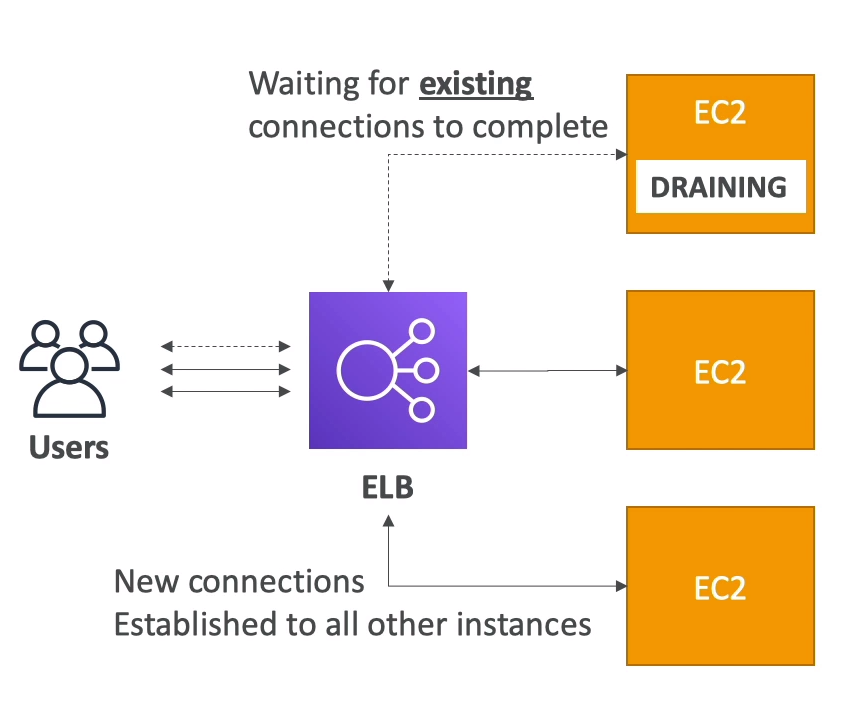 Waiting for existing
connections to complete
EC2
DRAINING
Users
ELB
EC2
New connections
Established to all other instances
EC2